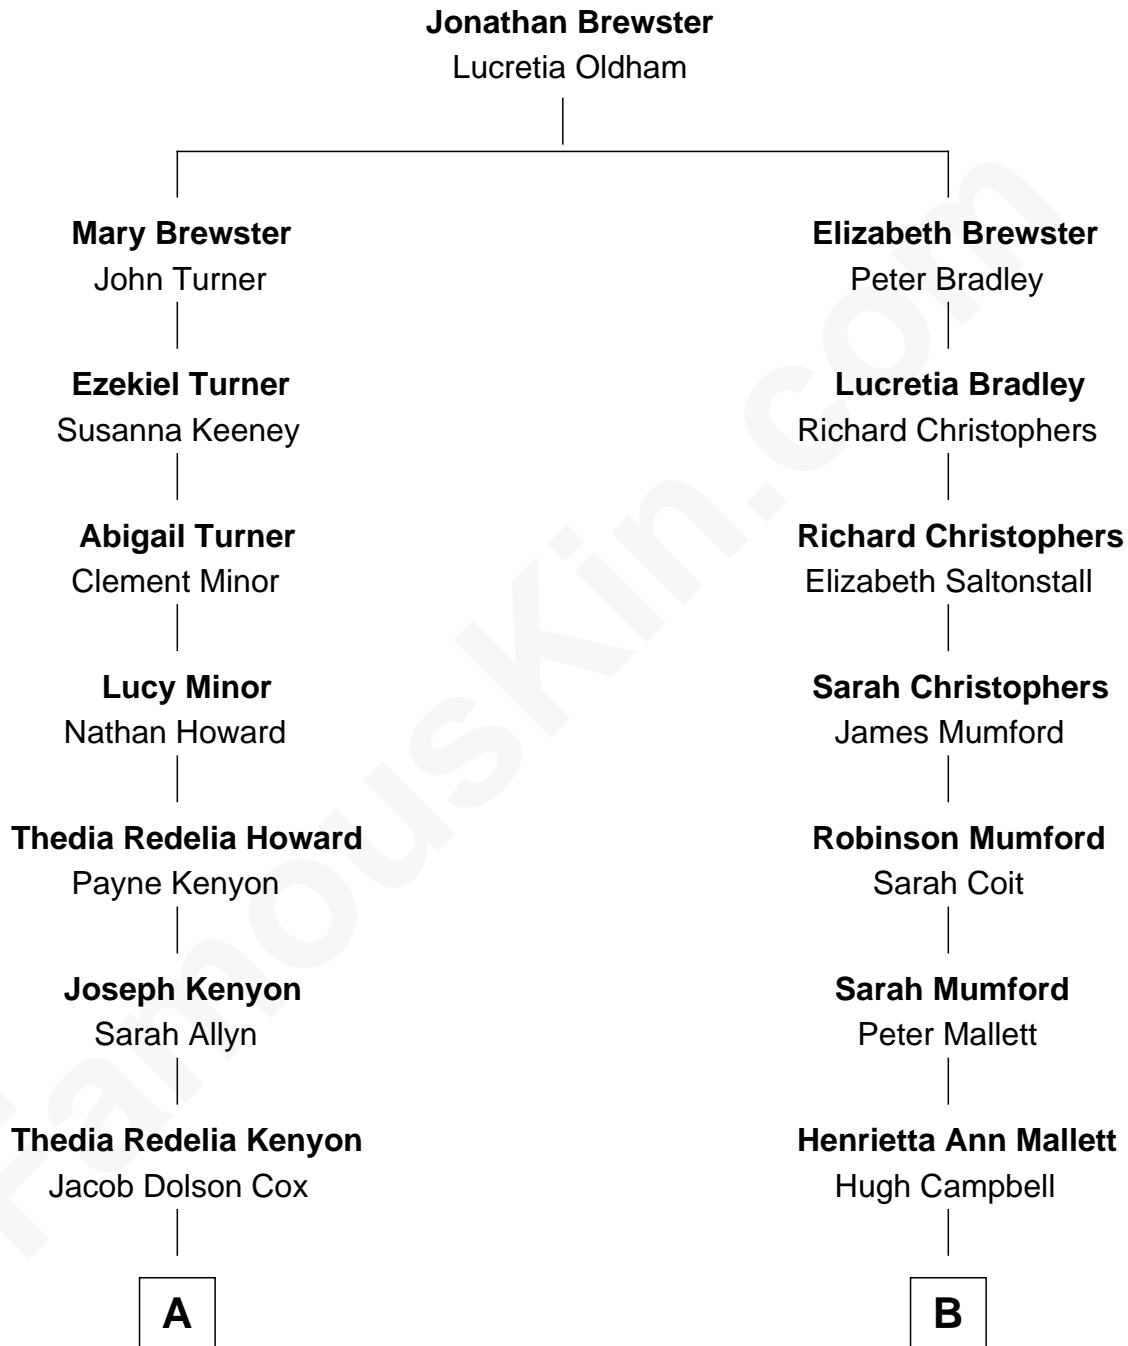 Jonathan Brewster
Lucretia Oldham
Mary Brewster
John Turner
Elizabeth Brewster
Peter Bradley
Ezekiel Turner
Susanna Keeney
Lucretia Bradley
Richard Christophers
Abigail Turner
Clement Minor
Richard Christophers
Elizabeth Saltonstall
Lucy Minor
Nathan Howard
Sarah Christophers
James Mumford
Thedia Redelia Howard
Payne Kenyon
Robinson Mumford
Sarah Coit
Joseph Kenyon
Sarah Allyn
Sarah Mumford
Peter Mallett
Thedia Redelia Kenyon
Jacob Dolson Cox
Henrietta Ann Mallett
Hugh Campbell
A
B
FamousKin.com